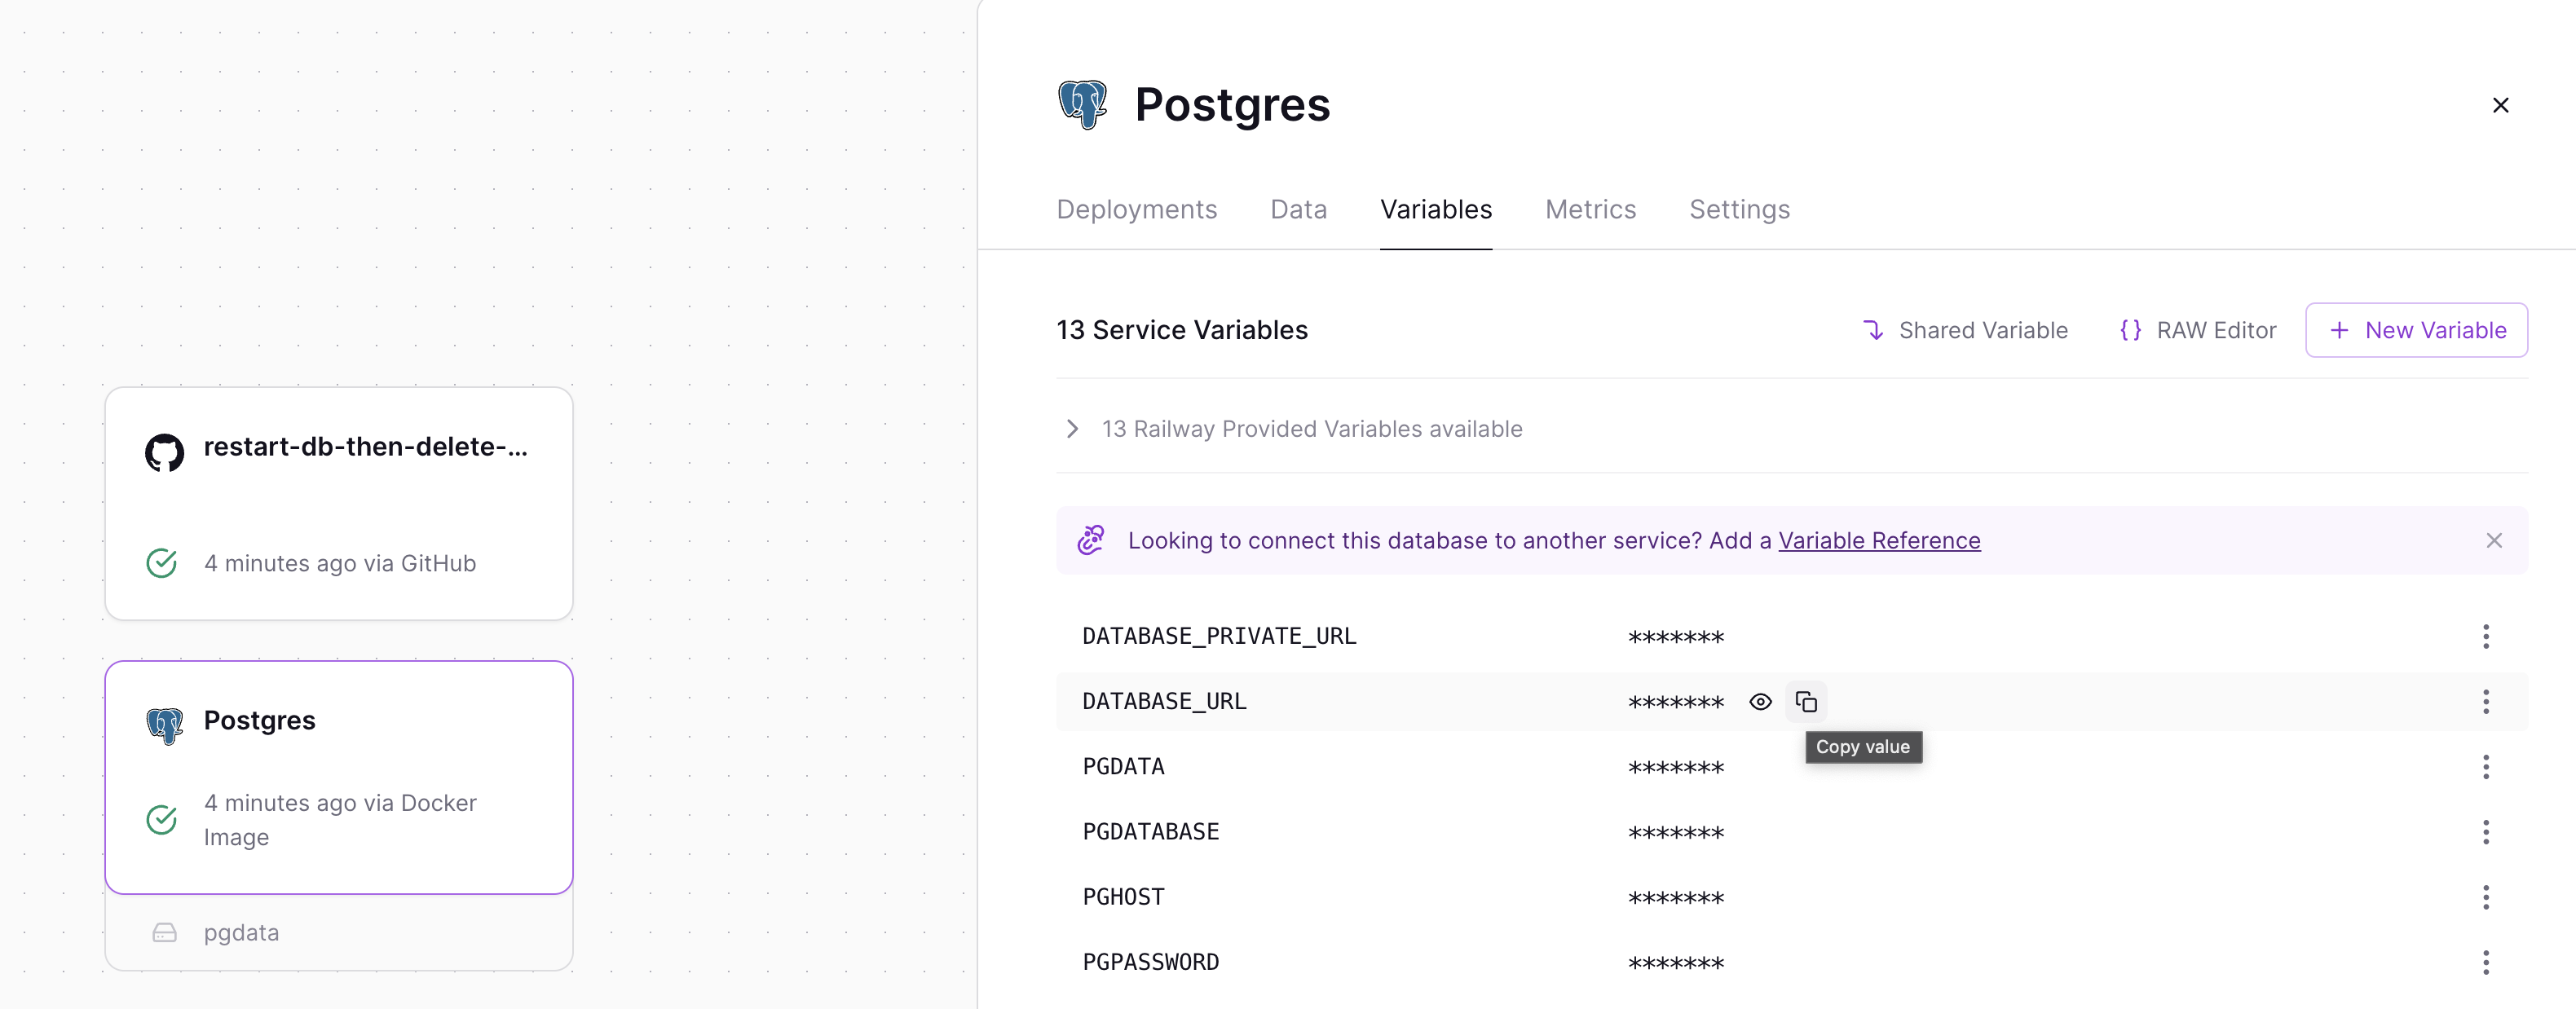 restart-db-then-delete-...
4 minutes ago via GitHub
Postgres
4 minutes ago via Docker
Image
pgdata
Postgres
Deployments Data Variables Metrics Settings
13 Service Variables Shared Variable {} RAW Editor + New Variable
13 Railway Provided Variables available
Looking to connect this database to another service? Add a Variable Reference
DATABASE_PRIVATE_URL *******
DATABASE_URL *******
Copy value
PGDATA *******
PGDATABASE *******
PGHOST *******
PGPASSWORD *******